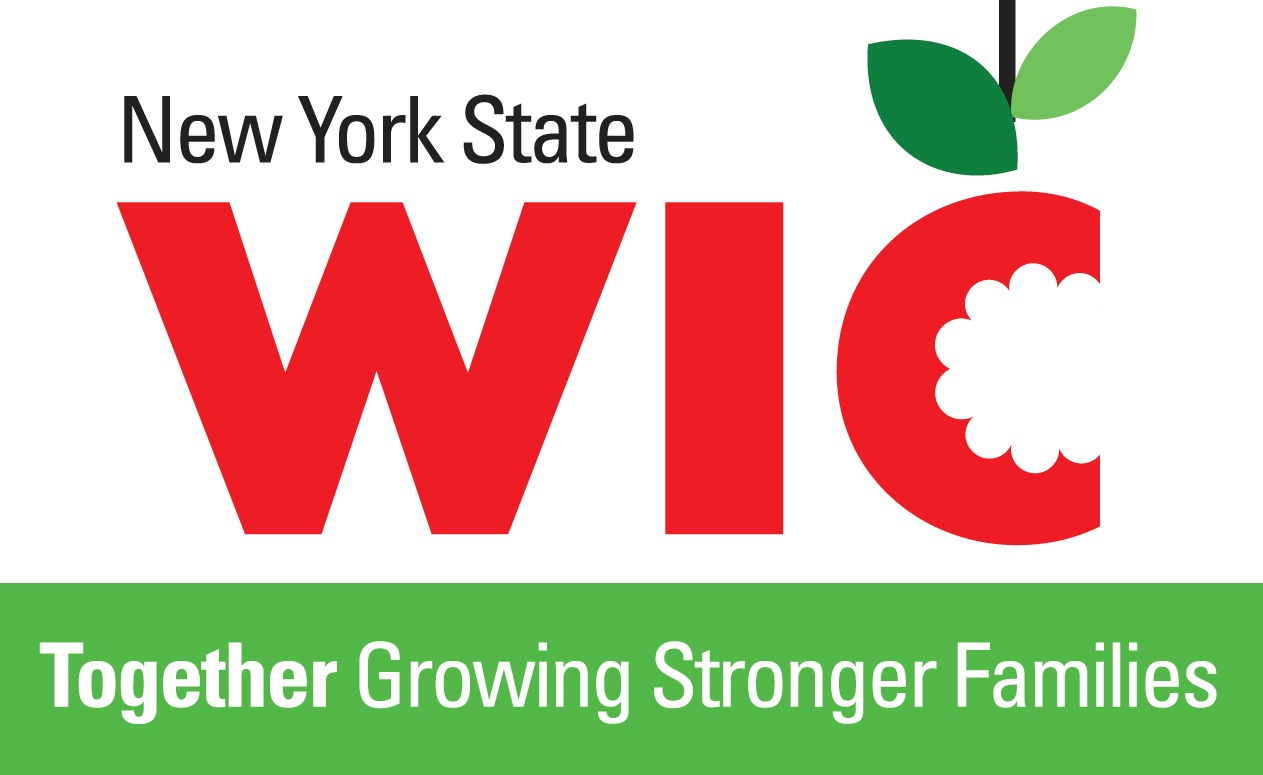 New York State
WIC
Together Growing Stronger Families